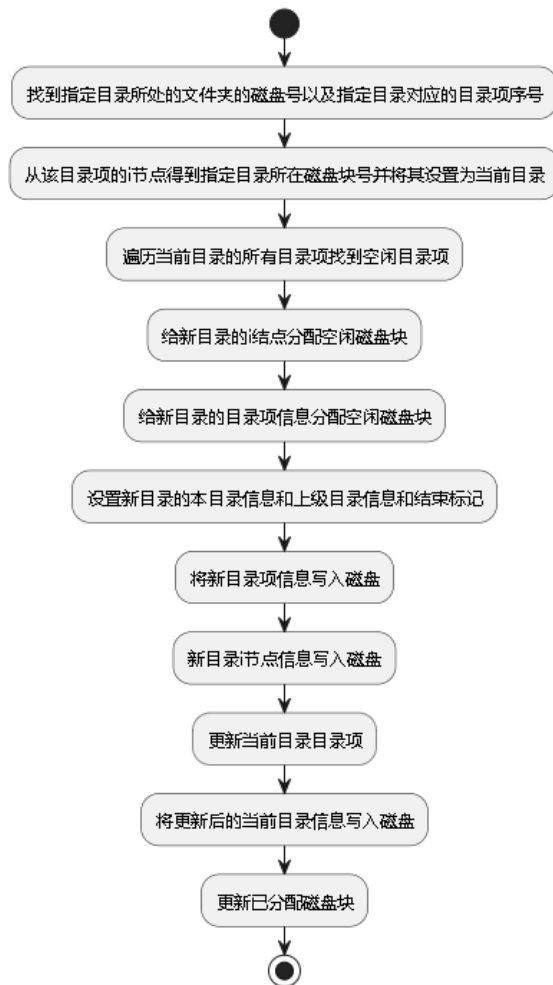 找到指定目录所处的文件夹的磁盘号以及指定目录对应的目录项序号
从该目录项的i节点得到指定目录所在磁盘块号并将其设置为当前目录
遍历当前目录的所有目录项找到空闲目录项
给新目录的i结点分配空闲磁盘块
给新目录的目录项信息分配空闲磁盘块
设置新目录的本目录信息和上级目录信息和结束标记
将新目录项信息写入磁盘
新目录i节点信息写入磁盘
更新当前目录目录项
将更新后的当前目录信息写入磁盘
更新已分配磁盘块